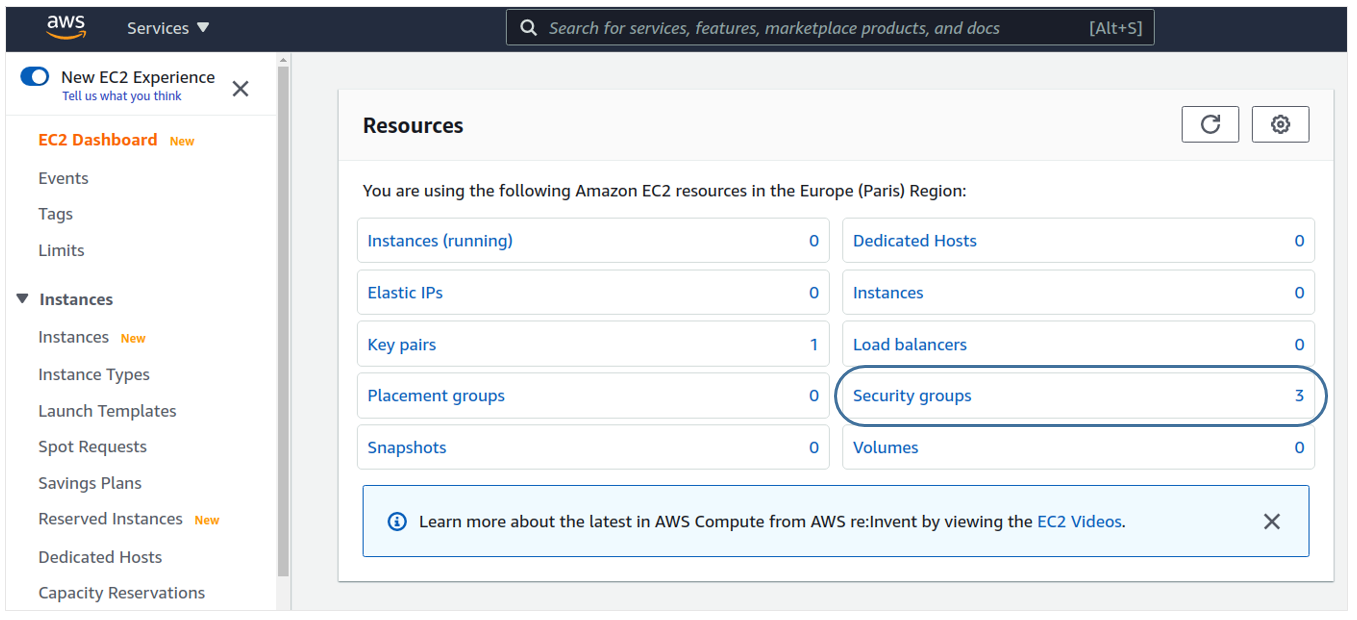 aws
Services
Search for services, features, marketplace products, and docs [Alt+S]
New EC2 Experience
Tell us what you think
EC2 Dashboard New
Events
Tags
Limits
Instances
Instances New
Instance Types
Launch Templates
Spot Requests
Savings Plans
Reserved Instances New
Dedicated Hosts
Capacity Reservations
Resources
You are using the following Amazon EC2 resources in the Europe (Paris) Region:
Instances (running) 0
Dedicated Hosts 0
Elastic IPs 0
Instances 0
Key pairs 1
Load balancers 0
Placement groups 0
Security groups 3
Snapshots 0
Volumes 0
Learn more about the latest in AWS Compute from AWS re:Invent by viewing the EC2 Videos.